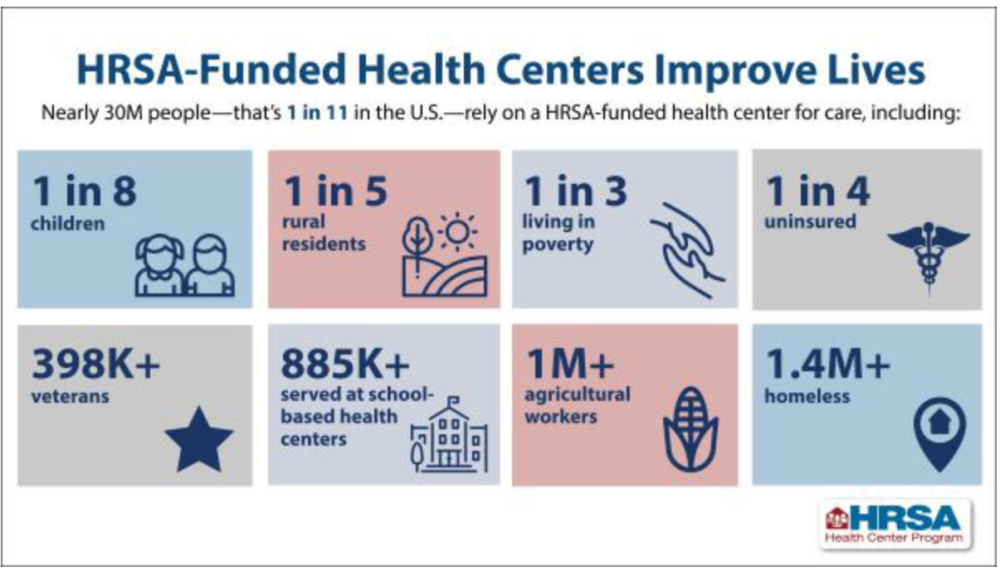 HRSA-Funded Health Centers Improve Lives
Nearly 30M people—that's 1 in 11 in the U.S.—rely on a HRSA-funded health center for care, including:
1 in 8
children
1 in 5
rural
residents
1 in 3
living in
poverty
1 in 4
uninsured
398K+
veterans
885K+
served at school-
based health
centers
1M+
agricultural
workers
1.4M+
homeless
HRSA
Health Center Program